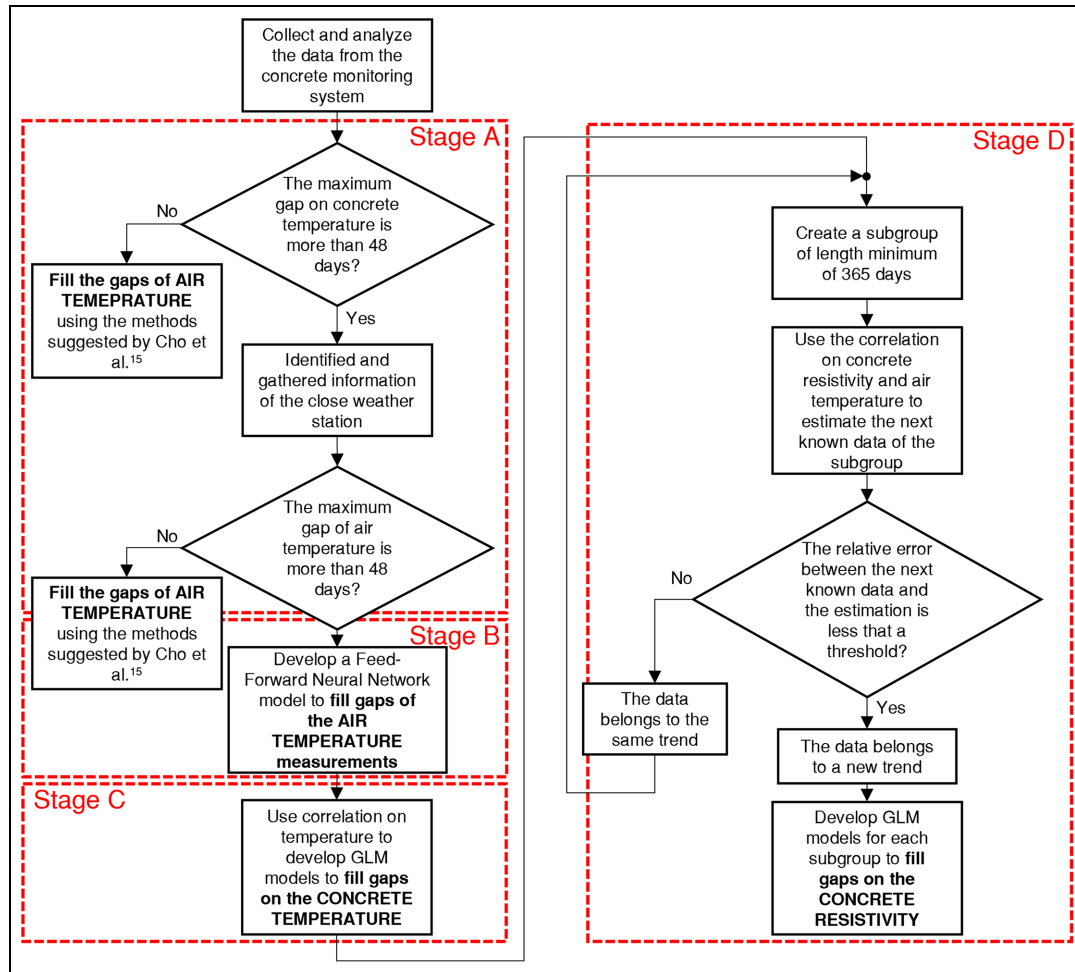 Collect and analyze
the data from the
concrete monitoring
system
Stage A
The maximum
gap on concrete
temperature is
more than 48
days?
No
Fill the gaps of AIR
TEMEPRATURE
using the methods
suggested by Cho et
al.¹⁵
Yes
Identified and
gathered information
of the close weather
station
The maximum
gap of air
temperature is
more than 48
days?
No
Fill the gaps of AIR
TEMPERATURE
using the methods
suggested by Cho et
al.¹⁵
Stage B
Develop a Feed-
Forward Neural Network
model to fill gaps of
the AIR
TEMPERATURE
measurements
Stage C
Use correlation on
temperature to
develop GLM
models to fill gaps
on the CONCRETE
TEMPERATURE
Stage D
Create a subgroup
of length minimum
of 365 days
Use the correlation
on concrete
resistivity and air
temperature to
estimate the next
known data of the
subgroup
The relative error
between the next
known data and
the estimation is
less that a
threshold?
No
The data
belongs to the
same trend
Yes
The data belongs
to a new trend
Develop GLM
models for each
subgroup to fill
gaps on the
CONCRETE
RESISTIVITY